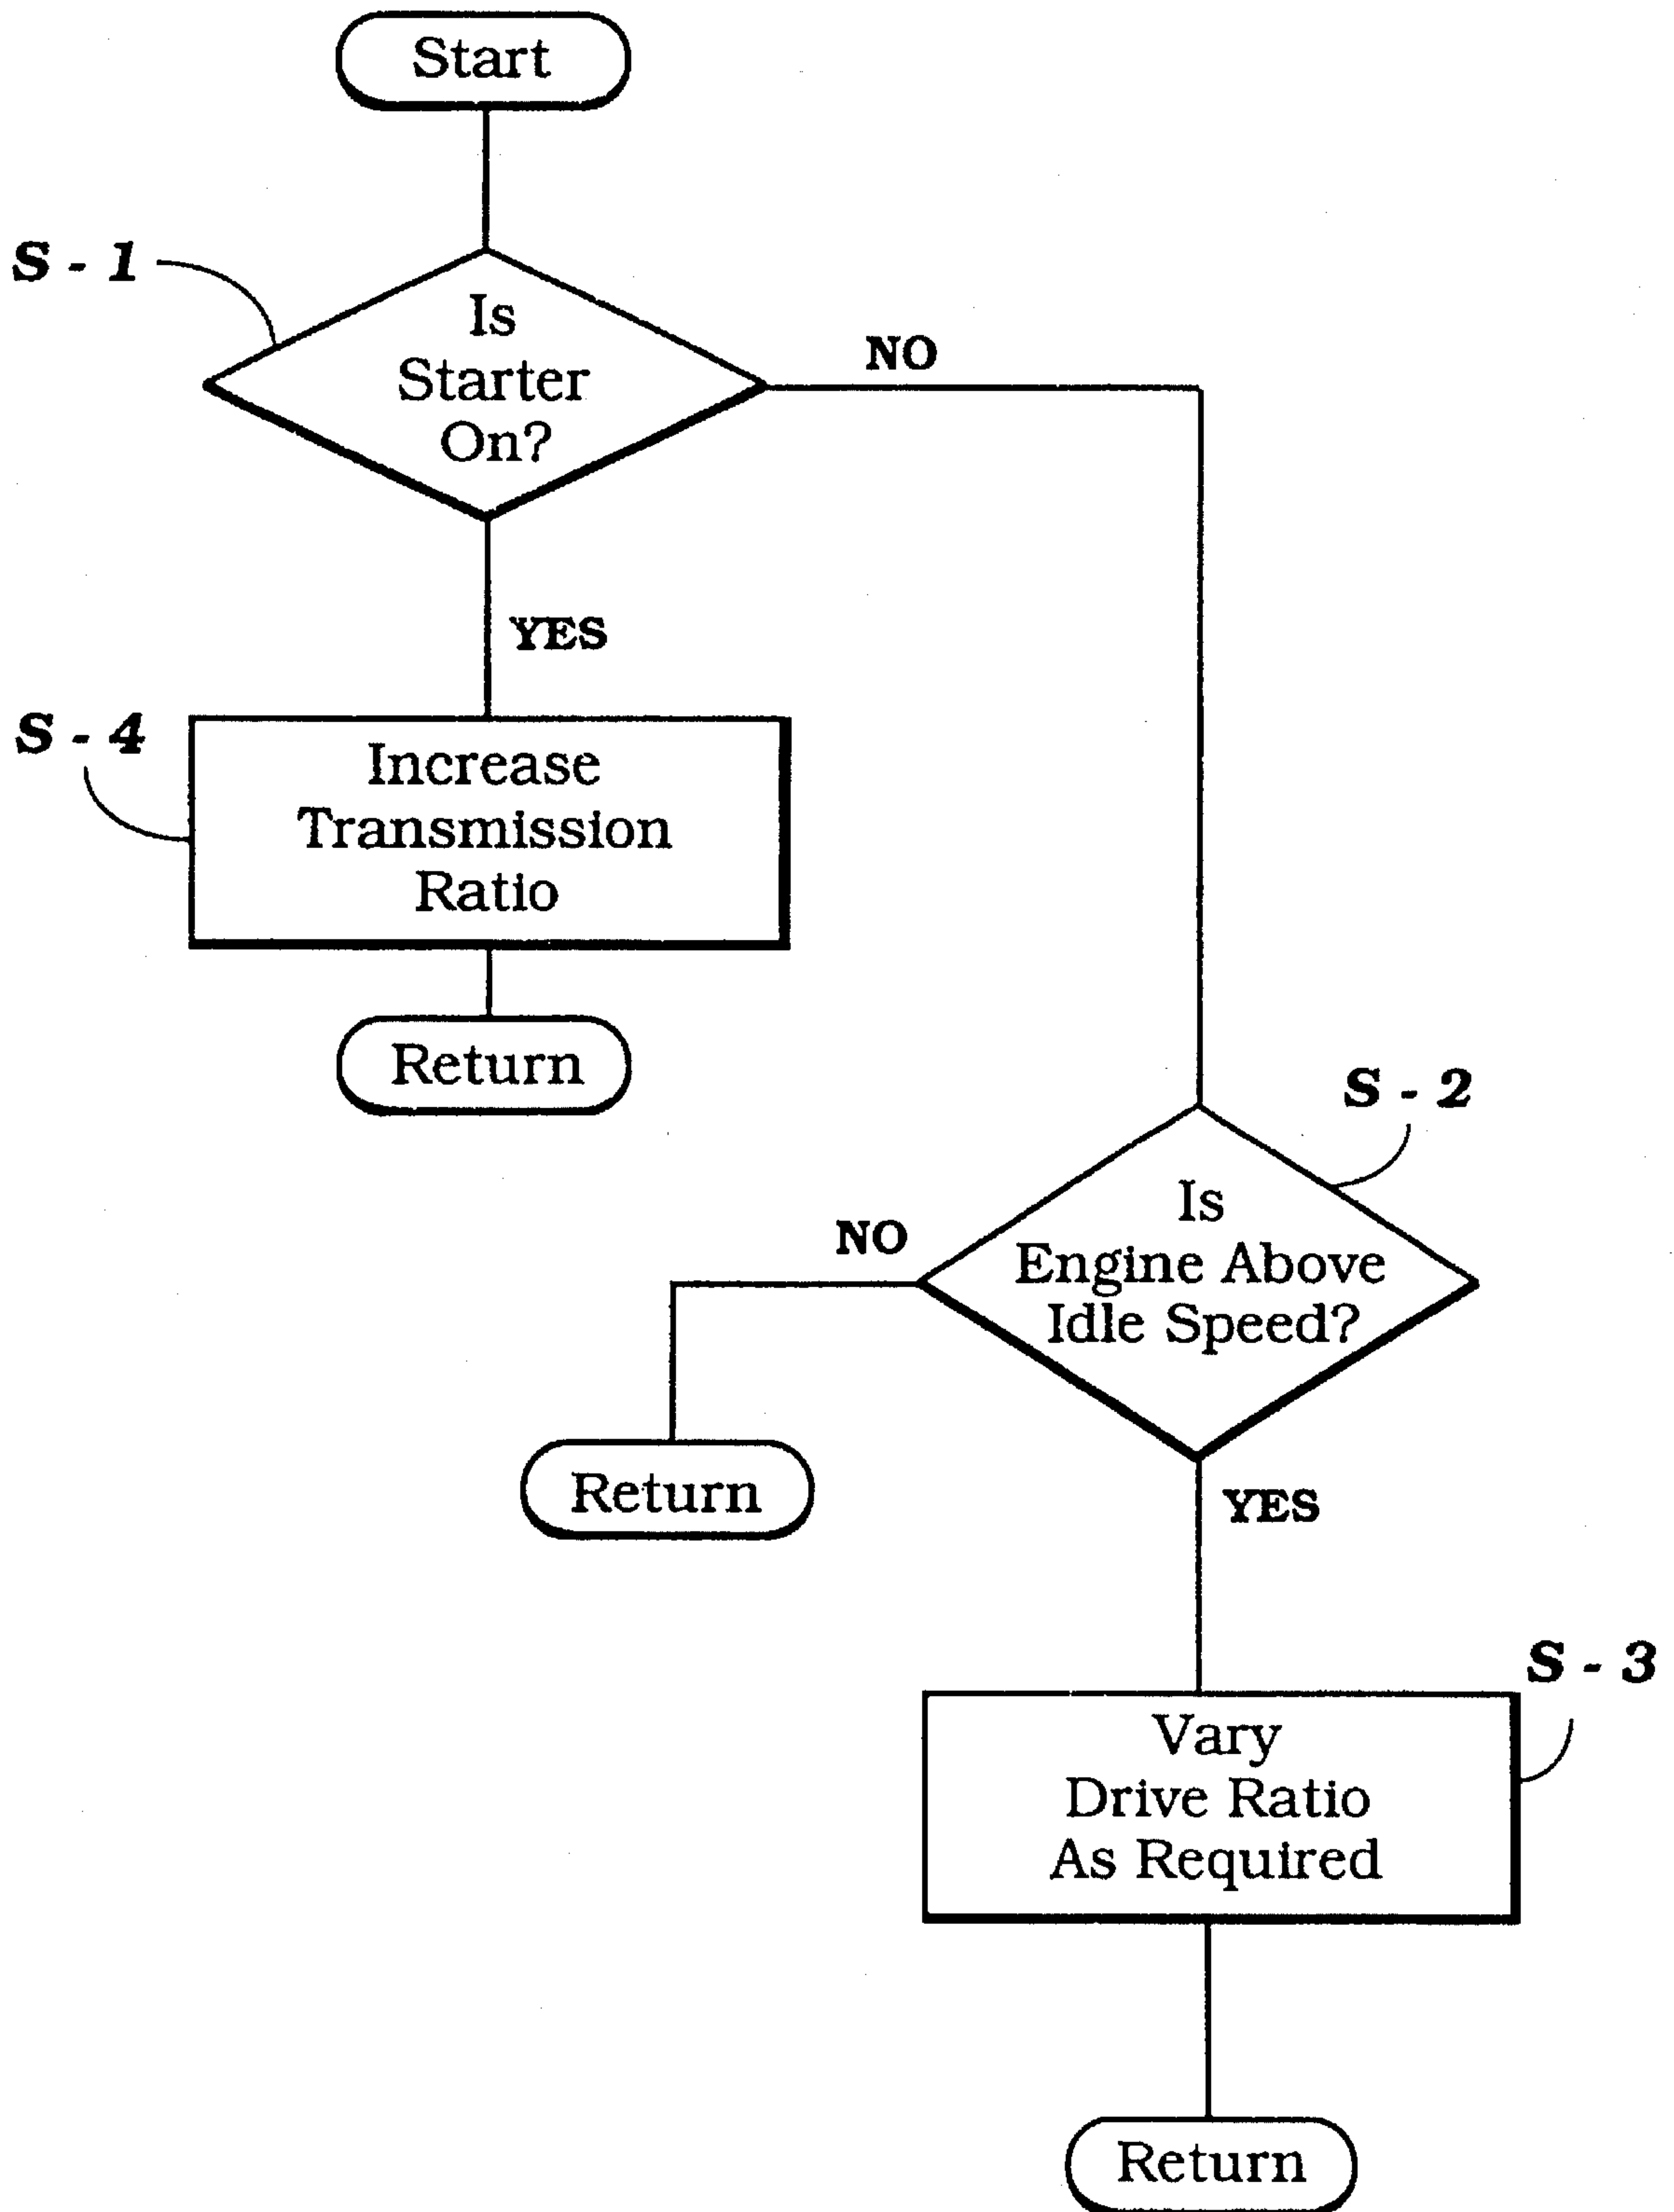 Start
S - 1
Is
Starter
On?
NO
YES
S - 4
Increase
Transmission
Ratio
Return
S - 2
Is
Engine Above
Idle Speed?
NO
Return
YES
S - 3
Vary
Drive Ratio
As Required
Return